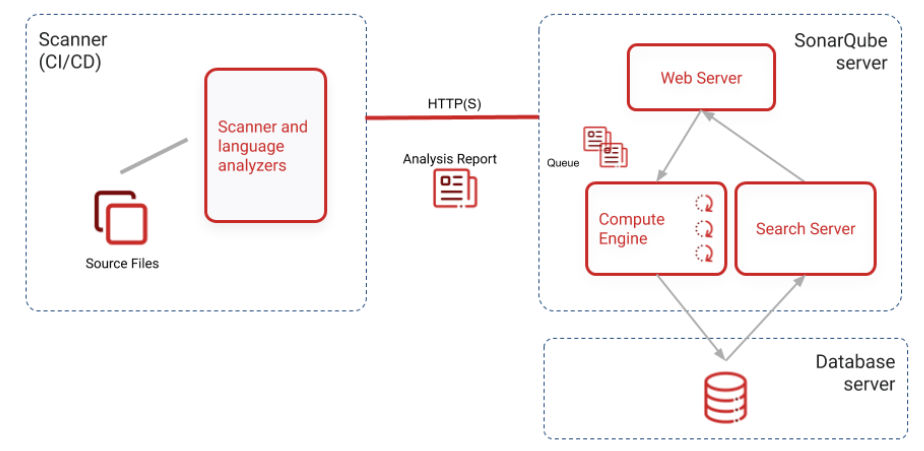 Scanner
(CI/CD)
Scanner and
language
analyzers
Source Files
HTTP(S)
Analysis Report
SonarQube
server
Web Server
Queue
Compute
Engine
Search Server
Database
server